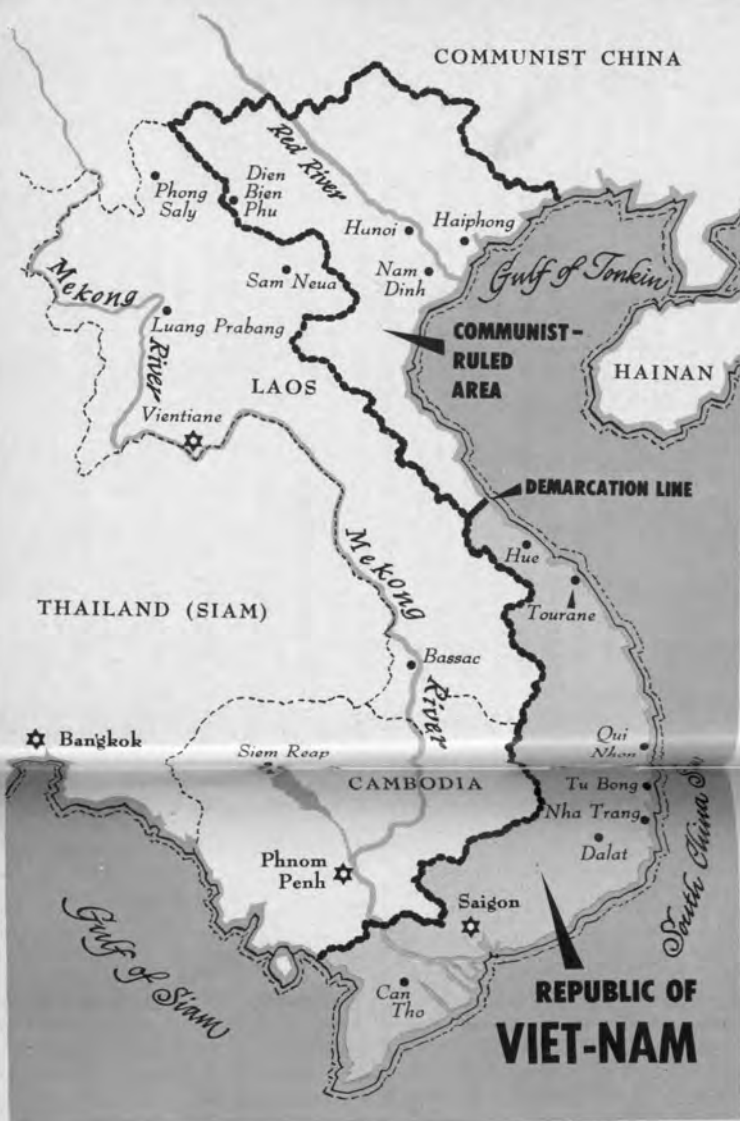 COMMUNIST CHINA
Red River
Phong
Saly
Dien
Bien
Phu
Hunoi
Haiphong
Gulf of Tonkin
Sam Neua
Nam
Dinh
Mekong
River
Luang Prabang
COMMUNIST–
RULED
AREA
HAINAN
LAOS
Vientiane
DEMARCATION LINE
Mekong
River
Hue
THAILAND (SIAM)
Tourane
Bassac
Bangkok
Siem Reap
Qui
Nhon
CAMBODIA
Tu Bong
Nha Trang
Dalat
South China
Phnom
Penh
Saigon
Gulf of Siam
Can
Tho
REPUBLIC OF
VIET-NAM